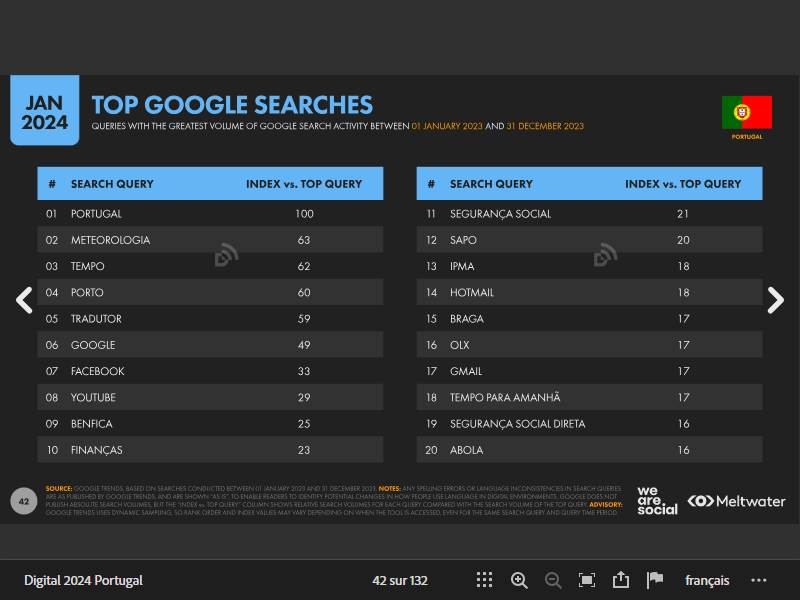 JAN
2024
TOP GOOGLE SEARCHES
QUERIES WITH THE GREATEST VOLUME OF GOOGLE SEARCH ACTIVITY BETWEEN 01 JANUARY 2023 AND 31 DECEMBER 2023
PORTUGAL
# SEARCH QUERY INDEX vs. TOP QUERY
01 PORTUGAL 100
02 METEOROLOGIA 63
03 TEMPO 62
04 PORTO 60
05 TRADUTOR 59
06 GOOGLE 49
07 FACEBOOK 33
08 YOUTUBE 29
09 BENFICA 25
10 FINANÇAS 23
# SEARCH QUERY INDEX vs. TOP QUERY
11 SEGURANÇA SOCIAL 21
12 SAPO 20
13 IPMA 18
14 HOTMAIL 18
15 BRAGA 17
16 OLX 17
17 GMAIL 17
18 TEMPO PARA AMANHÃ 17
19 SEGURANÇA SOCIAL DIRETA 16
20 ABOLA 16
42
SOURCE: GOOGLE TRENDS, BASED ON SEARCHES CONDUCTED BETWEEN 01 JANUARY 2023 AND 31 DECEMBER 2023. NOTES: ANY SPELLING ERRORS OR LANGUAGE INCONSISTENCIES IN SEARCH QUERIES
ARE AS PUBLISHED BY GOOGLE TRENDS, AND ARE SHOWN "AS IS", TO ENABLE READERS TO IDENTIFY POTENTIAL CHANGES IN HOW PEOPLE USE LANGUAGE IN DIGITAL ENVIRONMENTS. GOOGLE DOES NOT
PUBLISH ABSOLUTE SEARCH VOLUMES, BUT THE "INDEX vs. TOP QUERY" COLUMN SHOWS RELATIVE SEARCH VOLUMES FOR EACH QUERY COMPARED WITH THE SEARCH VOLUME OF THE TOP QUERY. ADVISORY:
GOOGLE TRENDS USES DYNAMIC SAMPLING, SO RANK ORDER AND INDEX VALUES MAY VARY DEPENDING ON WHEN THE TOOL IS ACCESSED, EVEN FOR THE SAME SEARCH QUERY AND QUERY TIME PERIOD.
we
are.
social
Meltwater
Digital 2024 Portugal
42 sur 132
français